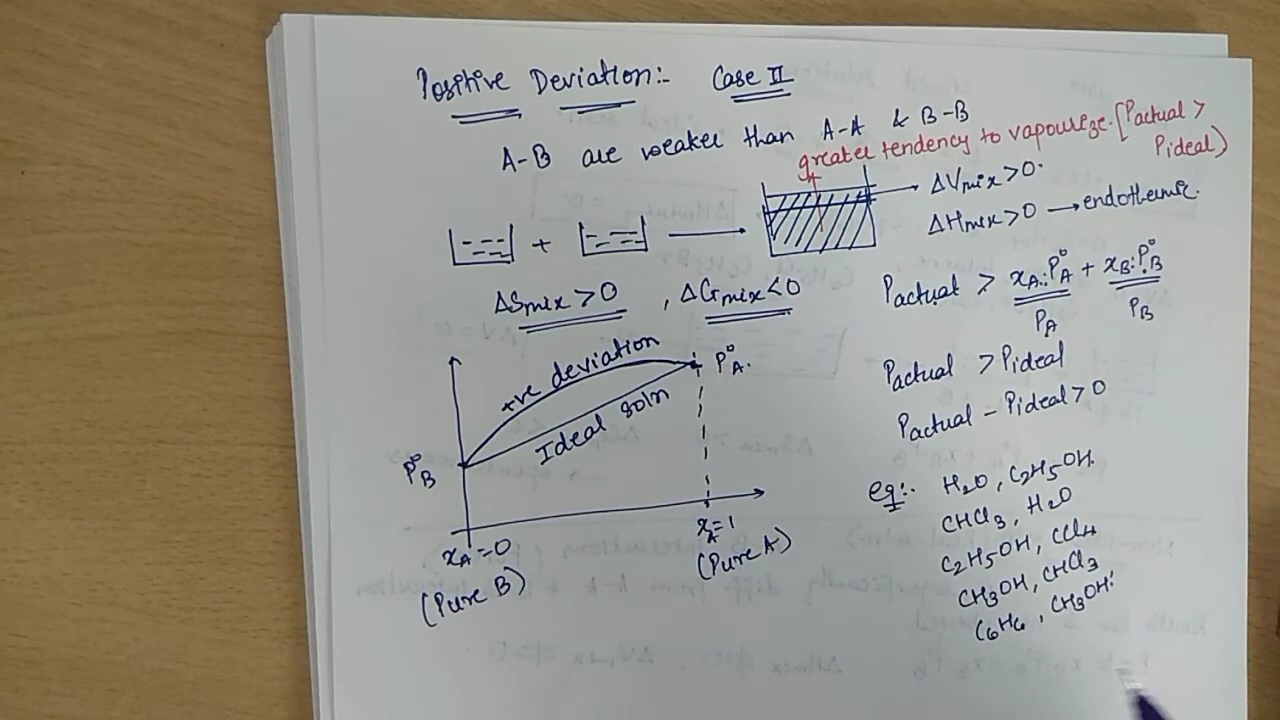 Positive Deviation:- Case II
A-B are weaker than A-A & B-B
greater tendency to vapourize. [Pactual >
Pideal)
ΔVmix > 0.
ΔHmix > 0 → endothermic.
+
ΔSmix > 0 , ΔGmix < 0
Pactual > xA.P°A + xB.P°B
PA PB
Pactual > Pideal
Pactual - Pideal > 0
+ve deviation
Ideal soln
P°A.
P°B
xA = 0
(Pure B)
xA = 1
(Pure A)
eg:. H2O, C2H5OH.
CHCl3, H2O
C2H5OH, CCl4
CH3OH, CHCl3
C6H6, CH3OH.